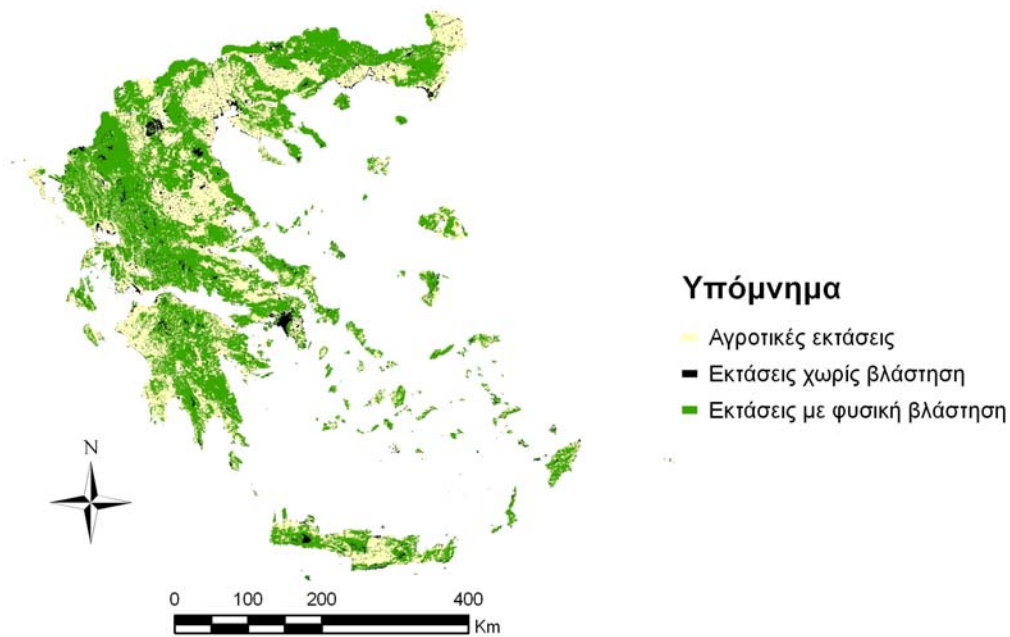 Υπόμνημα
Αγροτικές εκτάσεις
Εκτάσεις χωρίς βλάστηση
Εκτάσεις με φυσική βλάστηση
N
0 100 200 400
Km